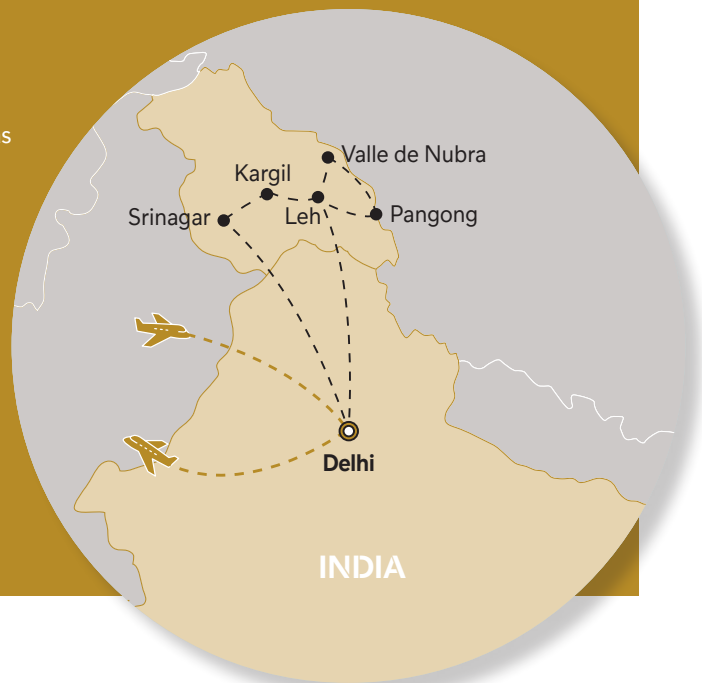 s
Valle de Nubra
Kargil
Srinagar
Leh
Pangong
Delhi
INDIA